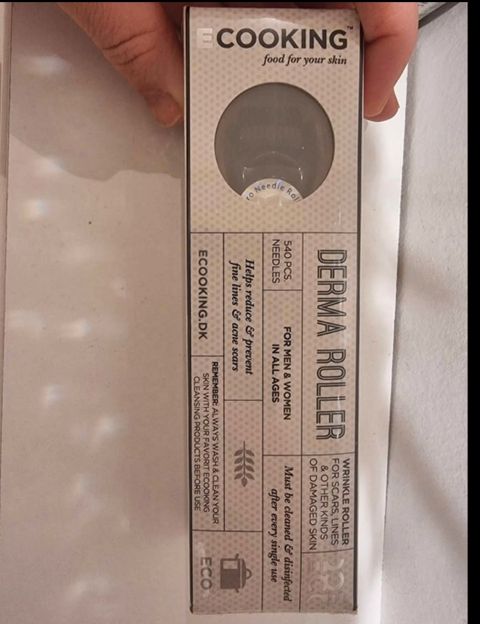 ECOOKING™
food for your skin
o Needle Rol
DERMA ROLLER
WRINKLE ROLLER
FOR SCARS, LINES
& OTHER KINDS
OF DAMAGED SKIN
540 PCS.
NEEDLES
FOR MEN & WOMEN
IN ALL AGES
Must be cleaned & disinfected
after every single use
Helps reduce & prevent
fine lines & acne scars
ECOOKING.DK
REMEMBER: ALWAYS WASH & CLEAN YOUR
SKIN WITH YOUR FAVORIT ECOOKING
CLEANSING PRODUCTS BEFORE USE
ECO